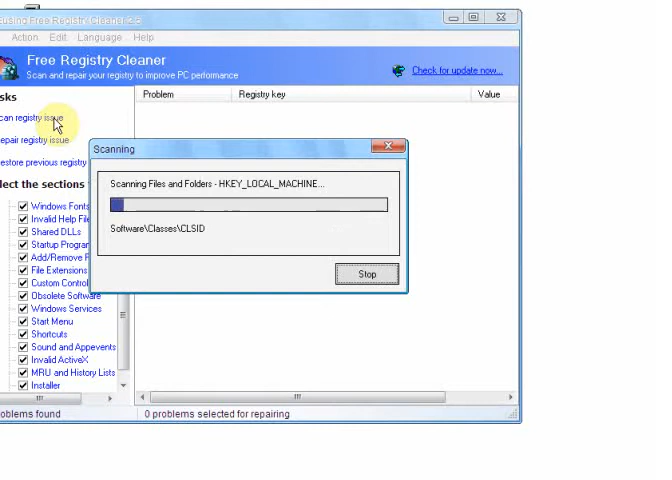 using Free Registry Cleaner 2.5
Action Edit Language Help
Free Registry Cleaner
Scan and repair your registry to improve PC performance
Check for update now...
sks
Problem Registry key Value
can registry issue
epair registry issue
estore previous registry
lect the sections
Scanning
Scanning Files and Folders - HKEY_LOCAL_MACHINE...
Software\Classes\CLSID
Stop
Windows Fonts
Invalid Help File
Shared DLLs
Startup Program
Add/Remove P
File Extensions
Custom Control
Obsolete Software
Windows Services
Start Menu
Shortcuts
Sound and Appevents
Invalid ActiveX
MRU and History Lists
Installer
oblems found
0 problems selected for repairing